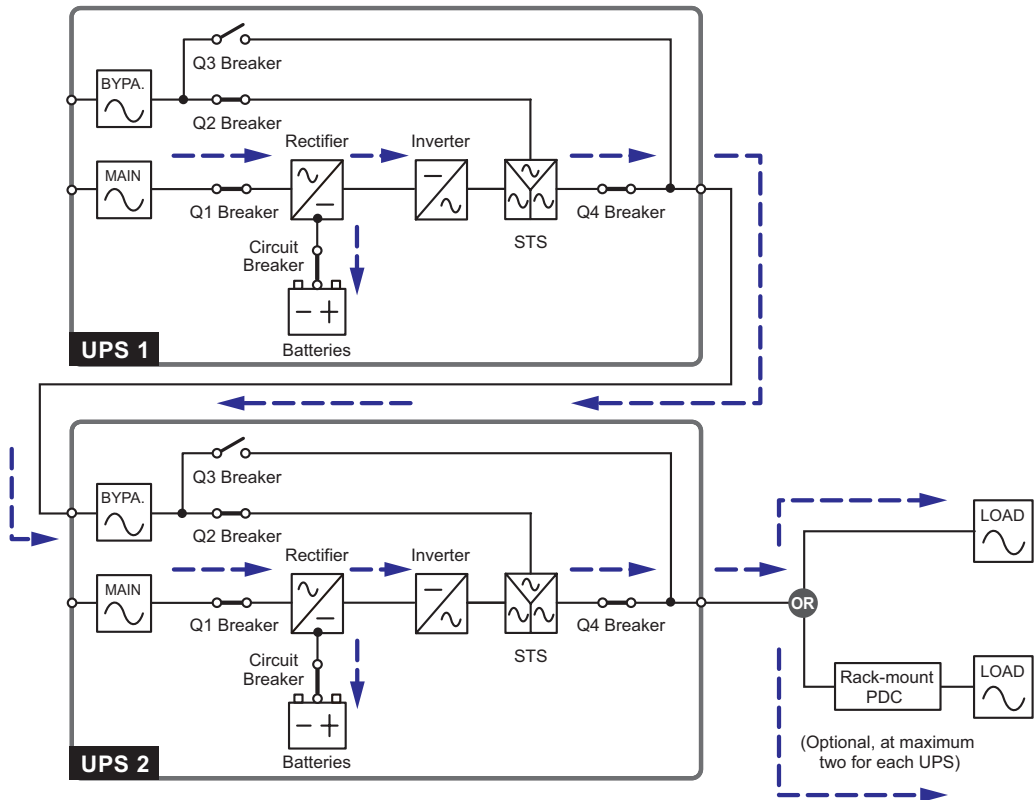 Q3 Breaker
BYPA.
Q2 Breaker
Rectifier
Inverter
MAIN
Q1 Breaker
STS
Q4 Breaker
Circuit
Breaker
Batteries
UPS 1
Q3 Breaker
BYPA.
Q2 Breaker
Rectifier
Inverter
MAIN
Q1 Breaker
STS
Q4 Breaker
Circuit
Breaker
Batteries
UPS 2
LOAD
OR
Rack-mount
PDC
LOAD
(Optional, at maximum
two for each UPS)